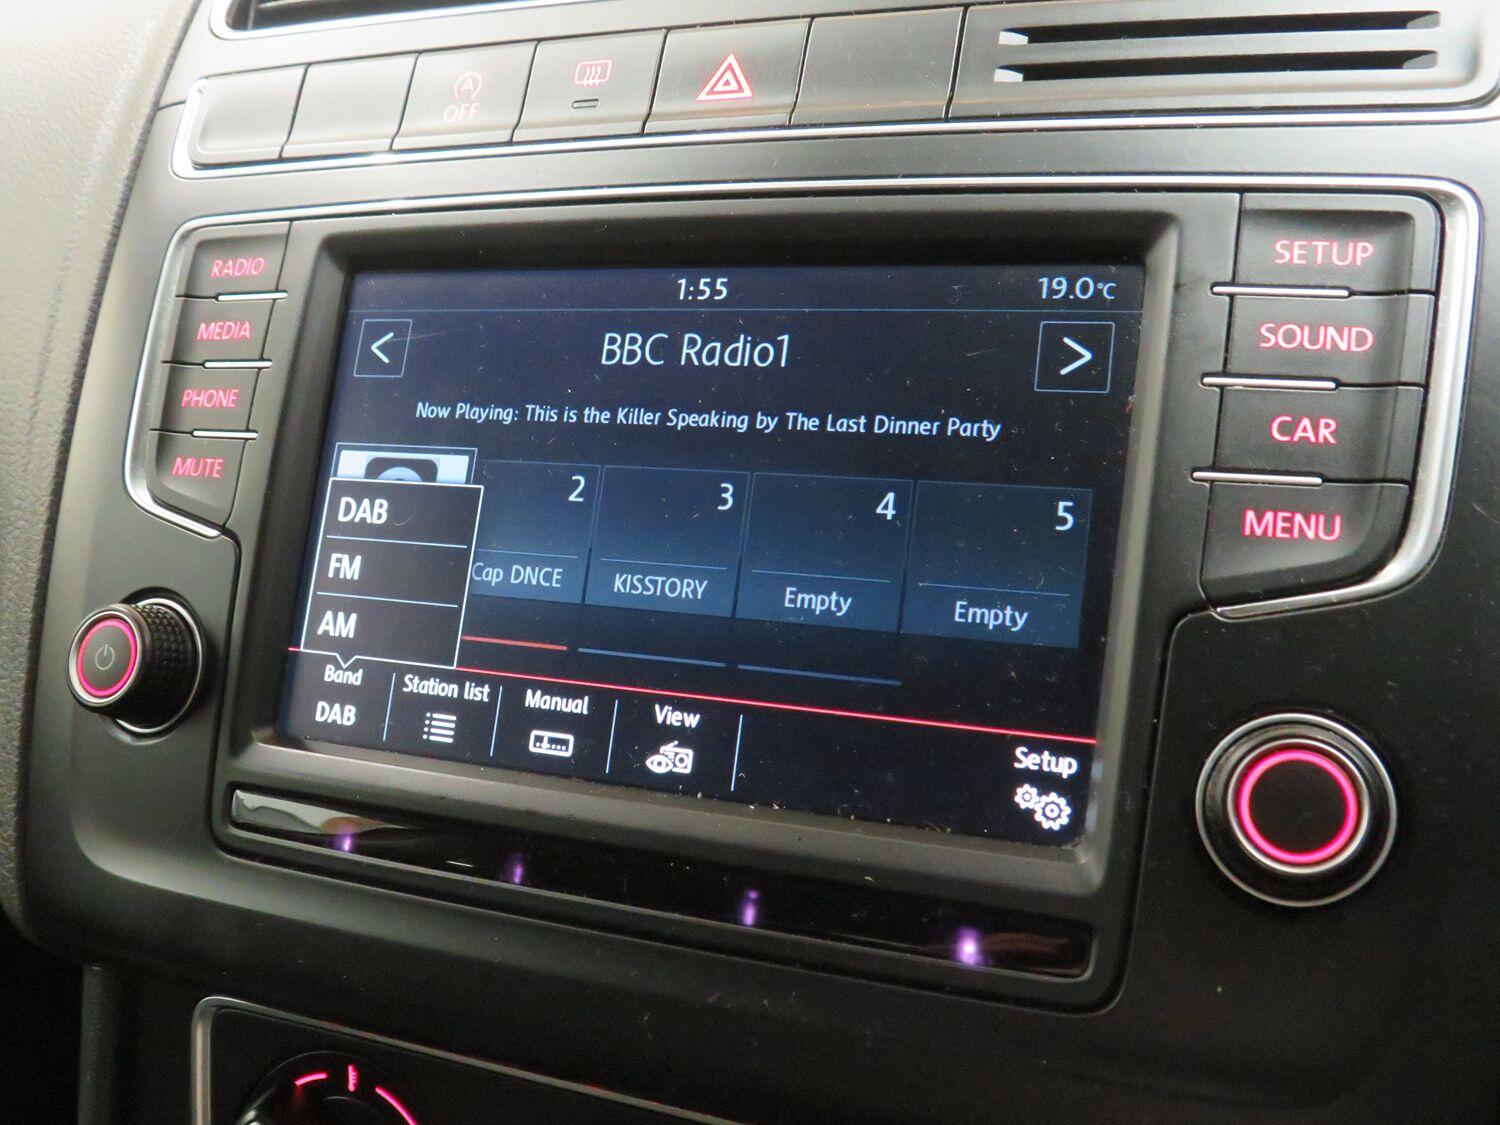 A
OFF
RADIO
MEDIA
PHONE
MUTE
1:55
19.0°C
<
BBC Radio1
>
Now Playing: This is the Killer Speaking by The Last Dinner Party
2
3
4
5
DAB
FM
AM
Cap DNCE
KISSTORY
Empty
Empty
Band
DAB
Station list
Manual
View
Setup
SETUP
SOUND
CAR
MENU